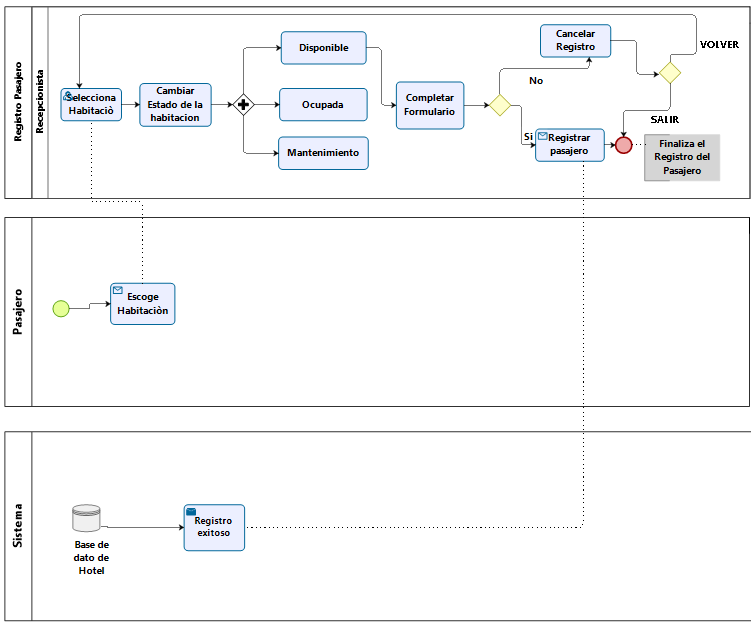 Registro Pasajero
Recepcionista
Selecciona
Habitaciò
Cambiar
Estado de la
habitacion
Disponible
Ocupada
Mantenimiento
Completar
Formulario
No
Si
Cancelar
Registro
Registrar
pasajero
VOLVER
SALIR
Finaliza el
Registro del
Pasajero
Pasajero
Escoge
Habitaciòn
Sistema
Base de
dato de
Hotel
Registro
exitoso